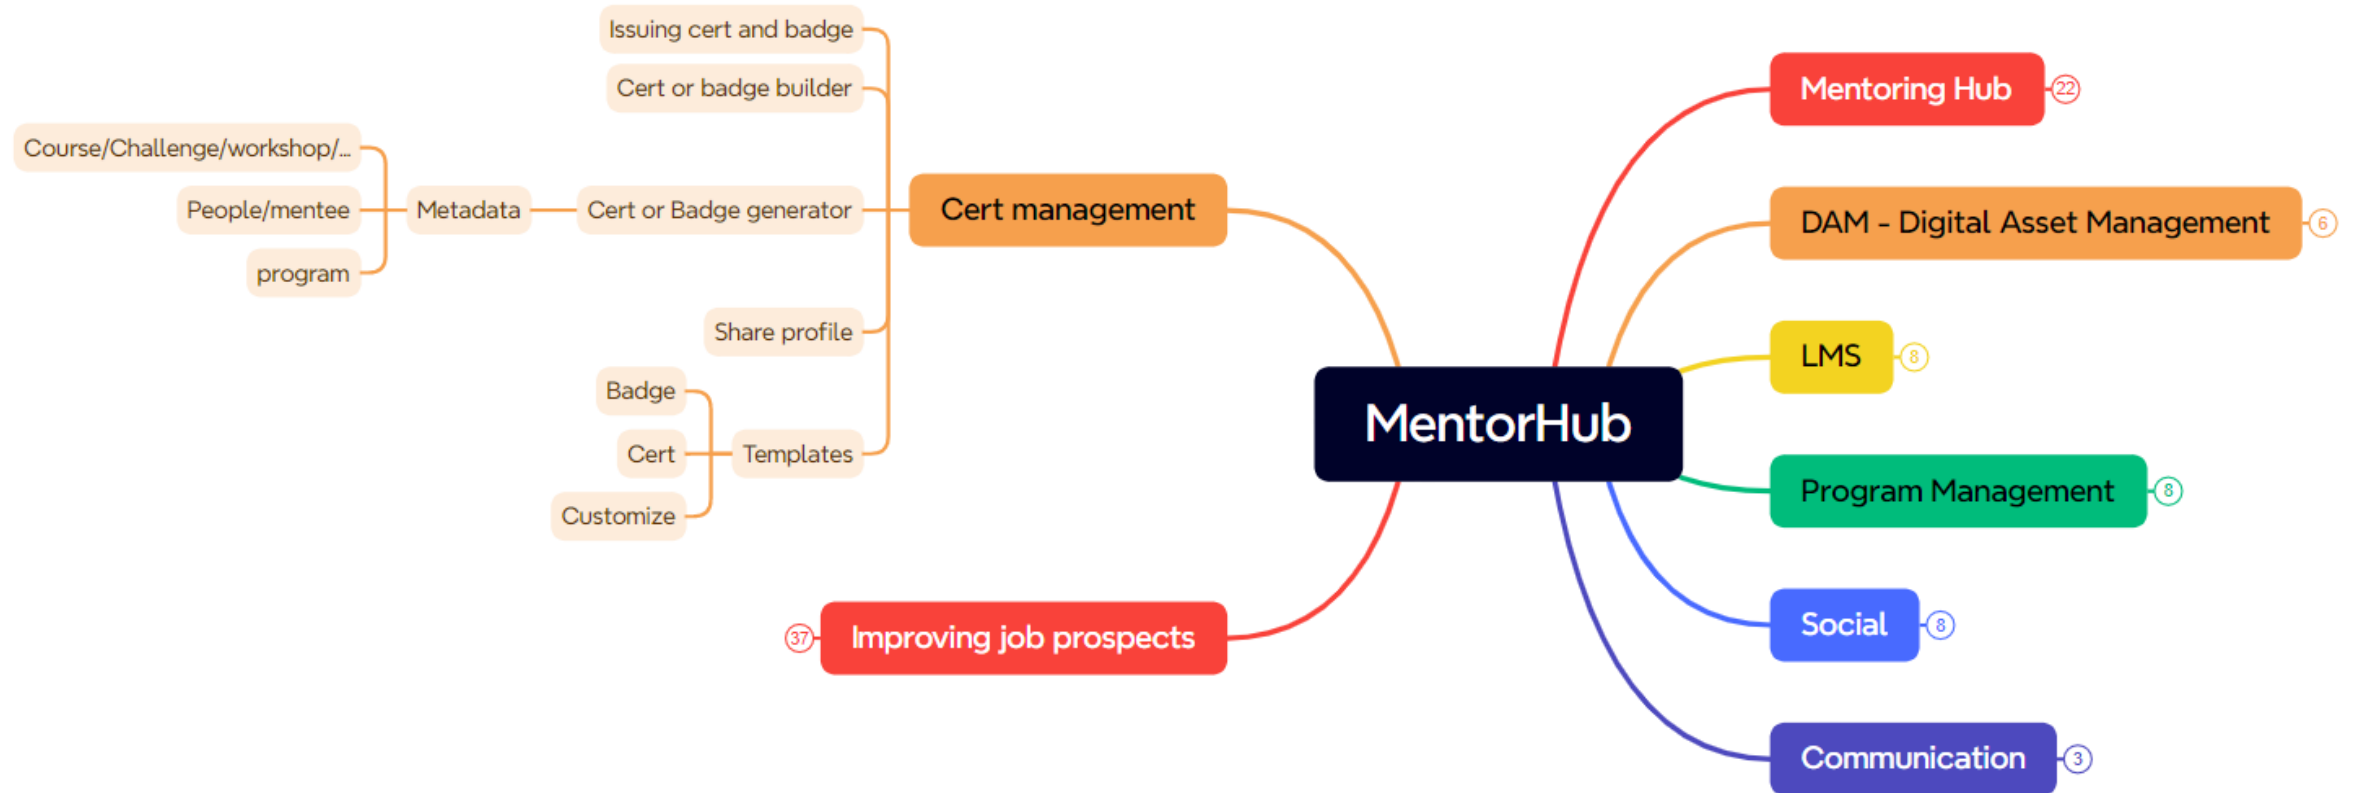 Issuing cert and badge
Cert or badge builder
Course/Challenge/workshop/...
People/mentee
program
Metadata
Cert or Badge generator
Share profile
Badge
Cert
Customize
Templates
Cert management
37
Improving job prospects
MentorHub
Mentoring Hub
22
DAM - Digital Asset Management
6
LMS
8
Program Management
8
Social
8
Communication
3